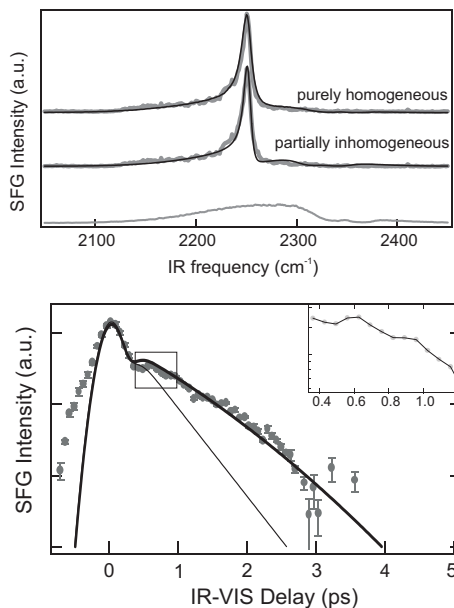 SFG Intensity (a.u.)
purely homogeneous
partially inhomogeneous
2100 2200 2300 2400
IR frequency (cm-1)
SFG Intensity (a.u.)
0.4 0.6 0.8 1.0
0 1 2 3 4 5
IR-VIS Delay (ps)